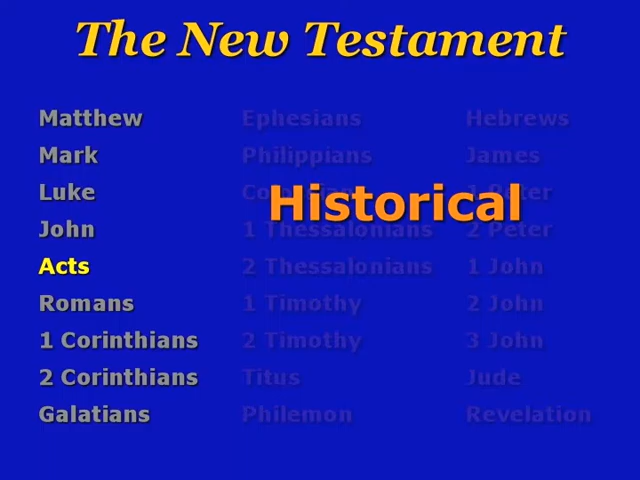 The New Testament
Matthew
Mark
Luke
John
Acts
Romans
1 Corinthians
2 Corinthians
Galatians
Ephesians
Philippians
Historical
1 Thessalonians
2 Thessalonians
1 Timothy
2 Timothy
Titus
Philemon
Hebrews
James
1 Peter
2 Peter
1 John
2 John
3 John
Jude
Revelation